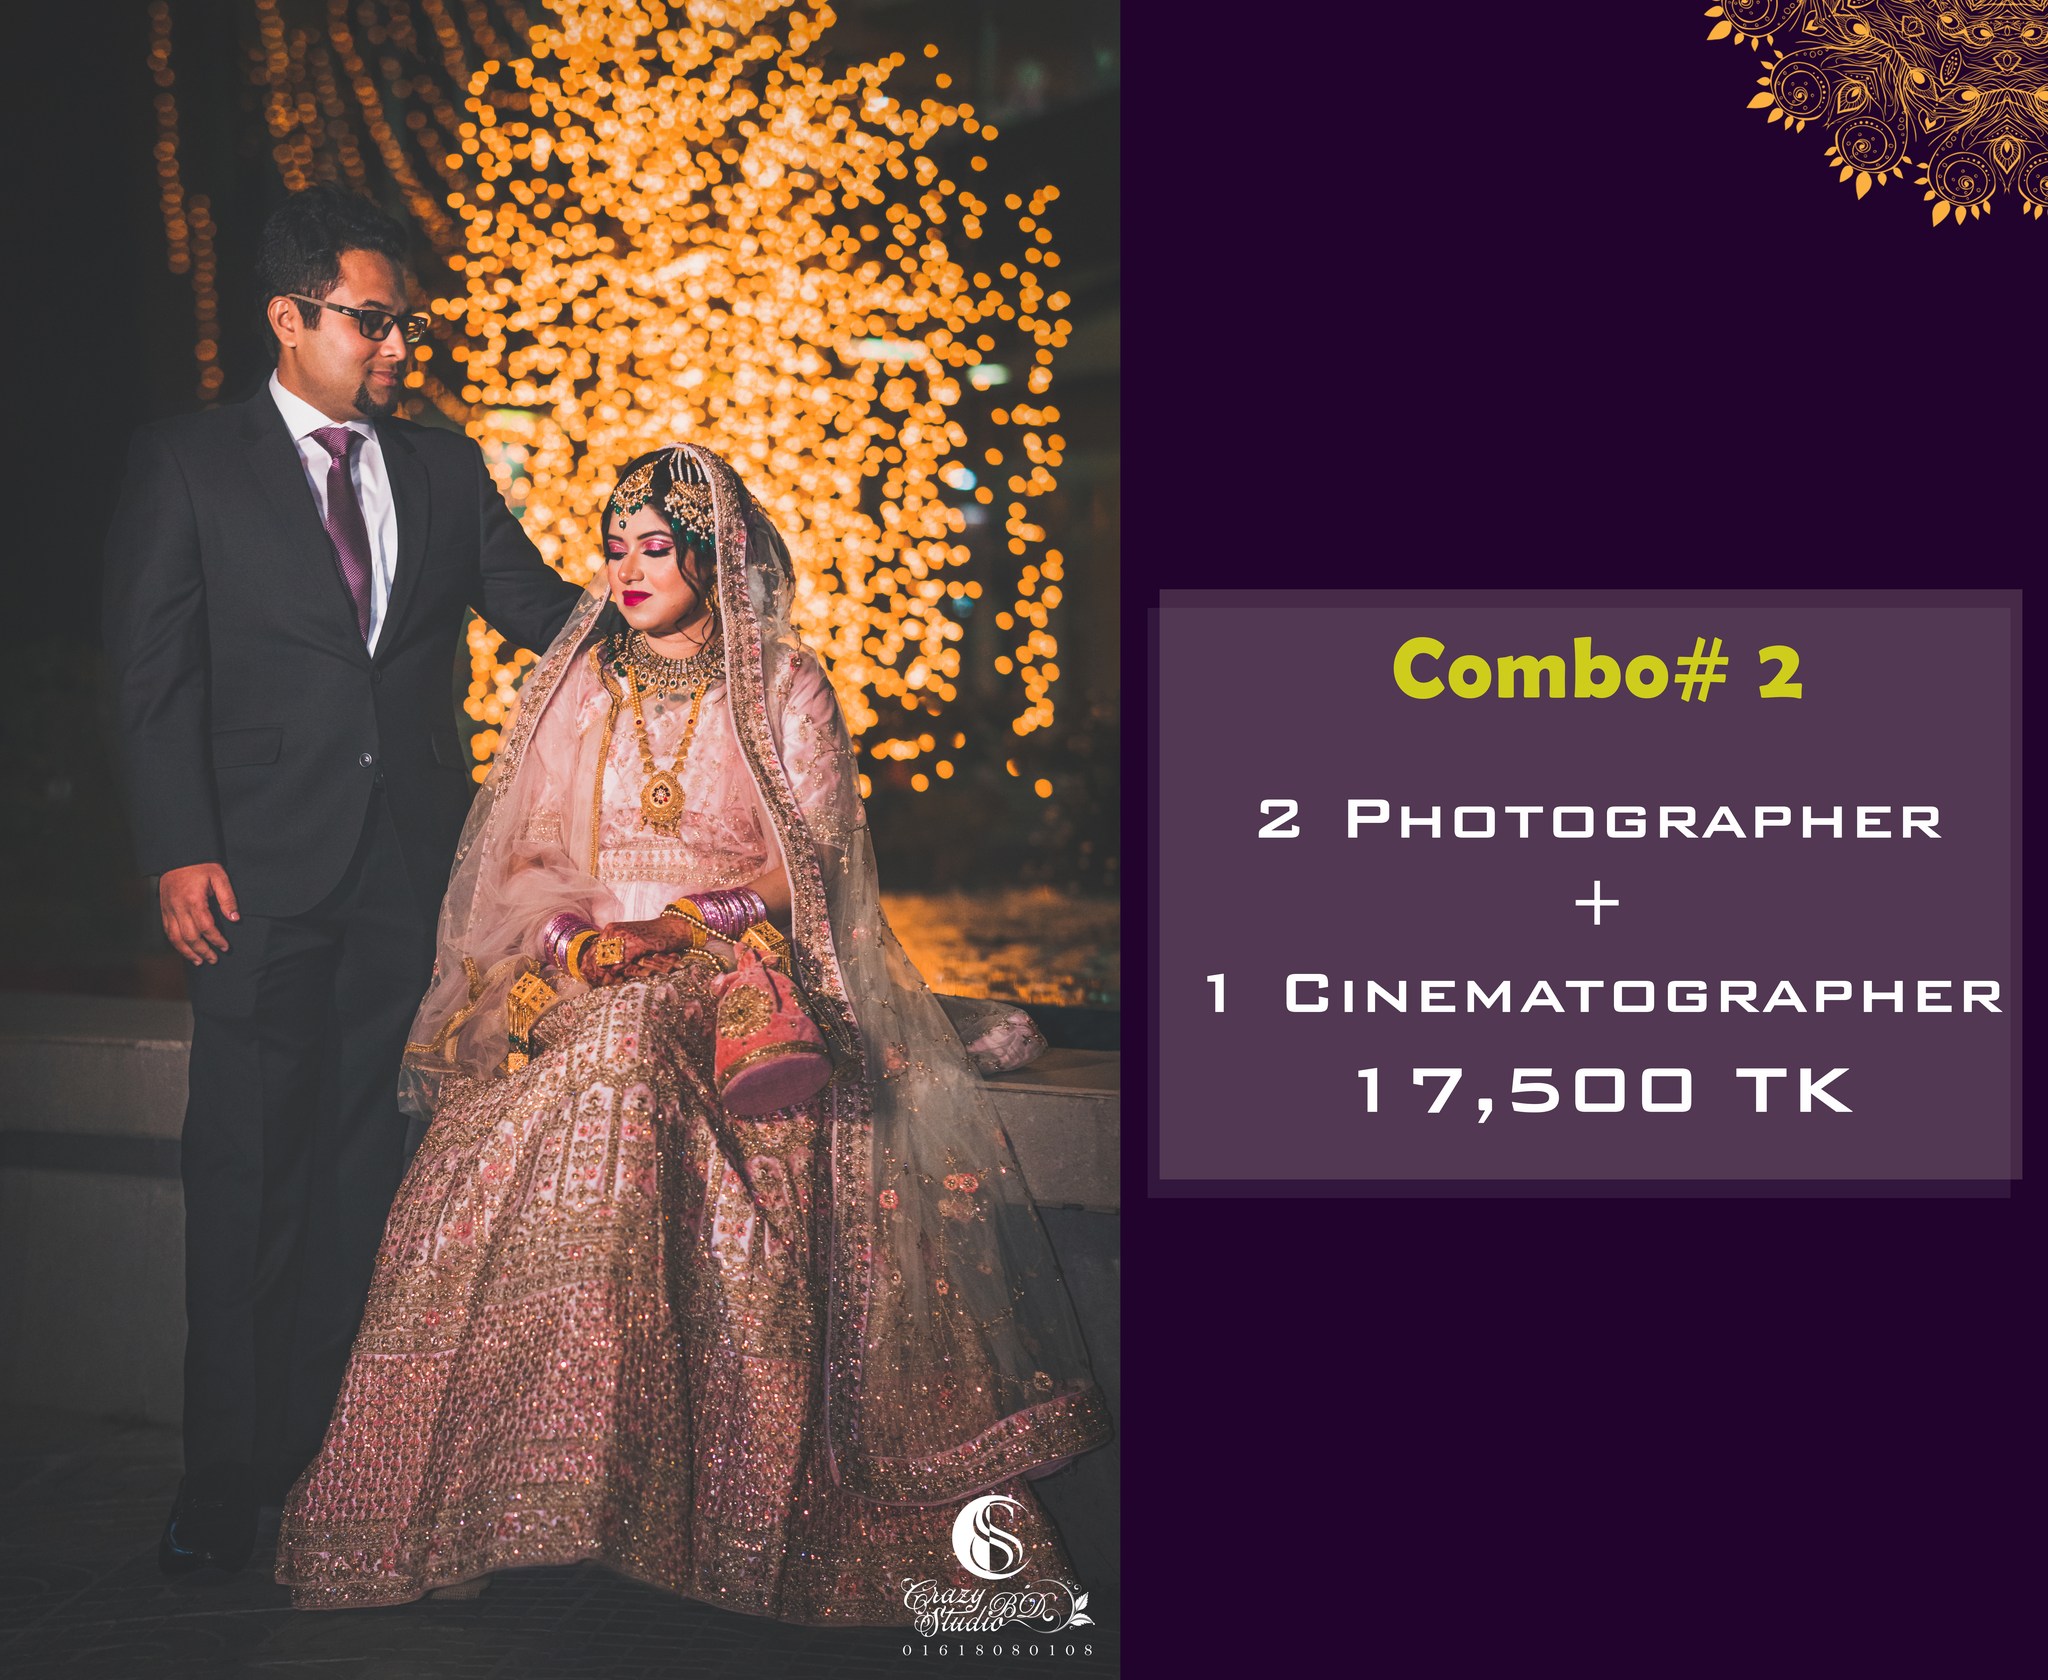 Combo# 2
2 Photographer
+
1 Cinematographer
17,500 TK
Crazy
Studio BD
01618080108